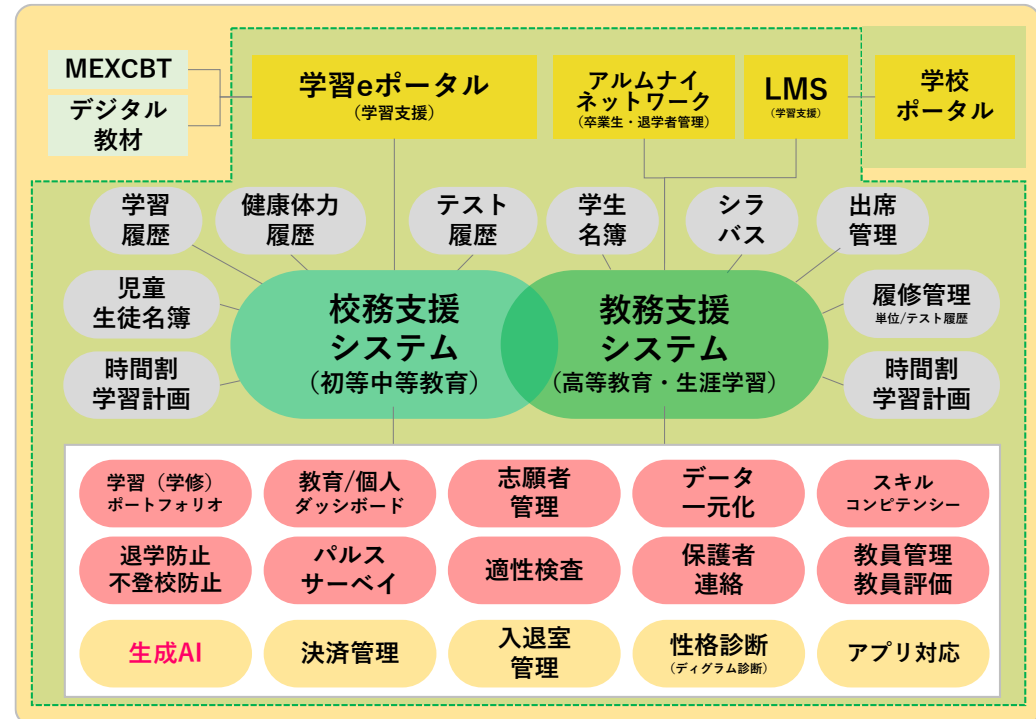 MEXCBT
デジタル
教材
学習eポータル
(学習支援)
アルムナイ
ネットワーク
(卒業生・退学者管理)
LMS
(学習支援)
学校
ポータル
学習
履歴
健康体力
履歴
テスト
履歴
学生
名簿
シラ
バス
出席
管理
児童
生徒名簿
時間割
学習計画
校務支援
システム
(初等中等教育)
教務支援
システム
(高等教育・生涯学習)
履修管理
単位/テスト履歴
時間割
学習計画
学習（学修）
ポートフォリオ
教育/個人
ダッシュボード
志願者
管理
データ
一元化
スキル
コンピテンシー
退学防止
不登校防止
パルス
サーベイ
適性検査
保護者
連絡
教員管理
教員評価
生成AI
決済管理
入退室
管理
性格診断
(ディグラム診断)
アプリ対応